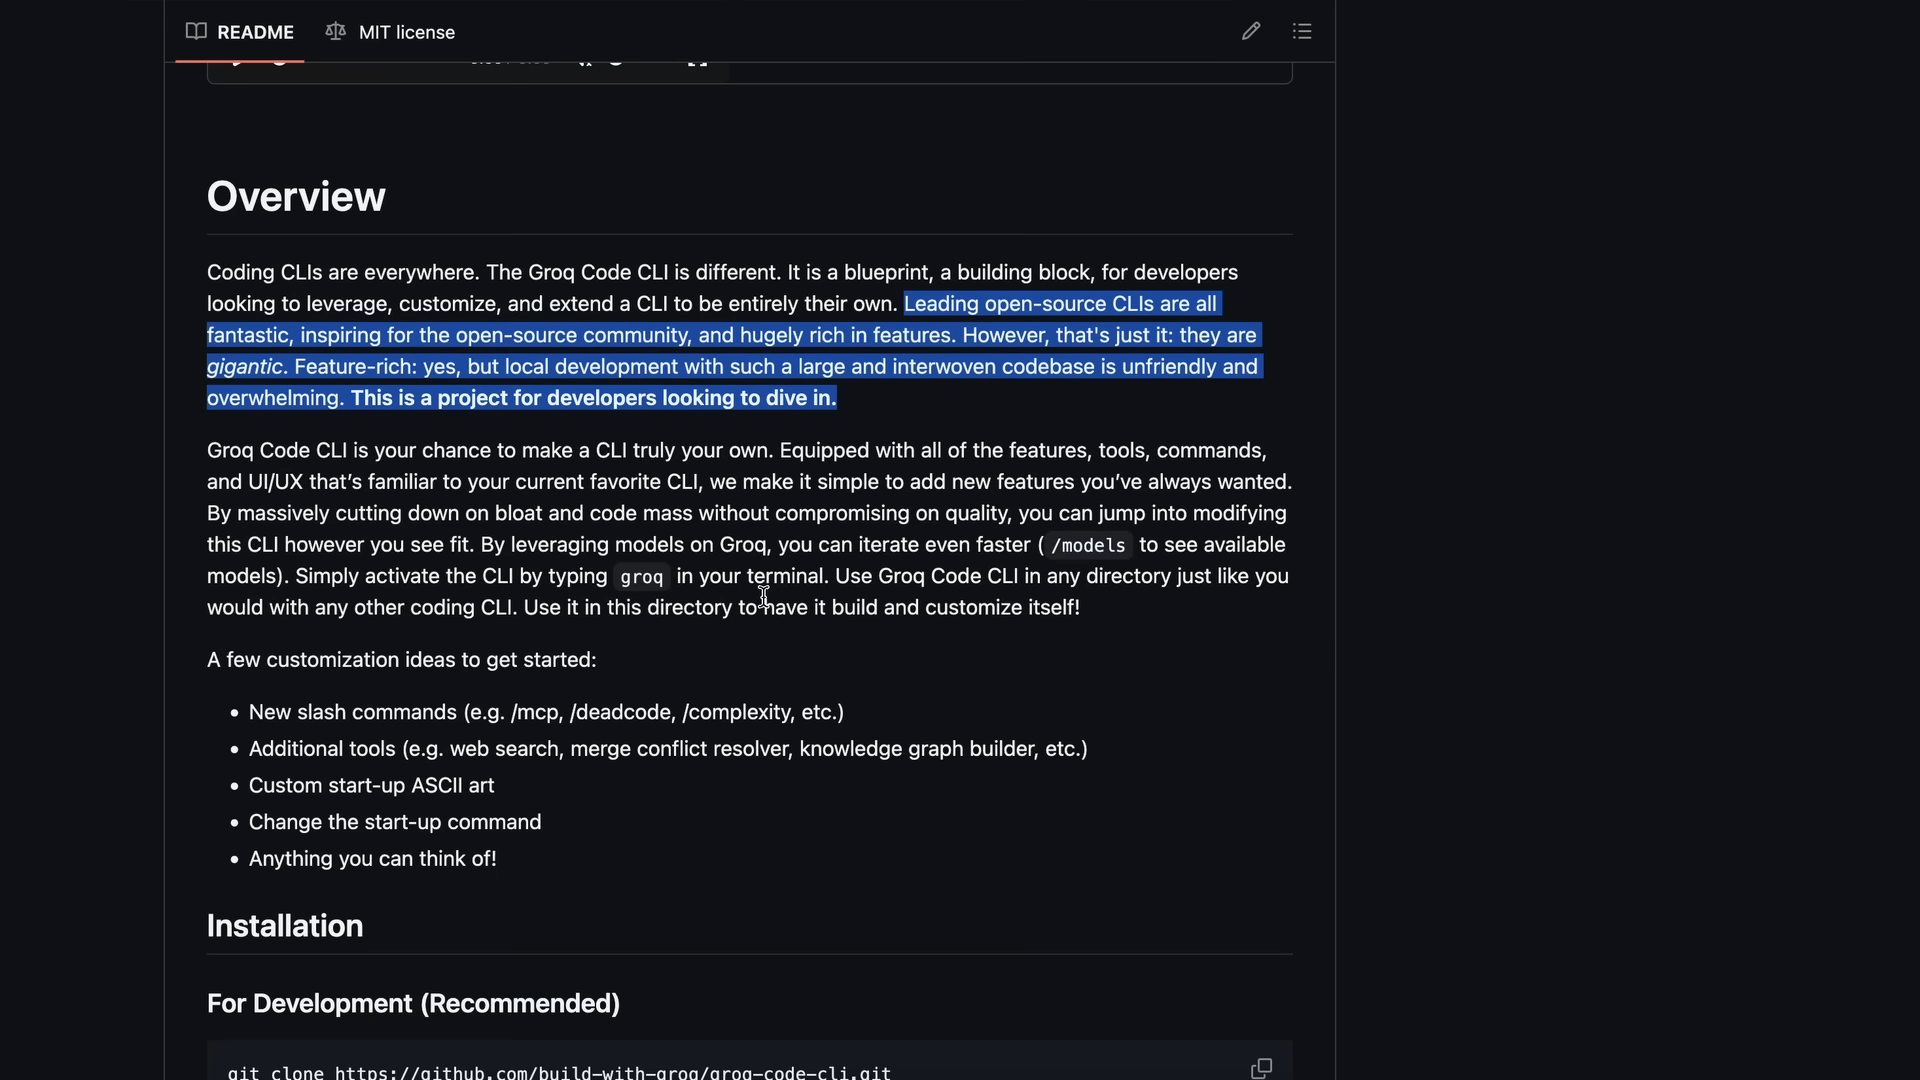 README MIT license
Overview
Coding CLIs are everywhere. The Groq Code CLI is different. It is a blueprint, a building block, for developers
looking to leverage, customize, and extend a CLI to be entirely their own. Leading open-source CLIs are all
fantastic, inspiring for the open-source community, and hugely rich in features. However, that's just it: they are
gigantic. Feature-rich: yes, but local development with such a large and interwoven codebase is unfriendly and
overwhelming. This is a project for developers looking to dive in.
Groq Code CLI is your chance to make a CLI truly your own. Equipped with all of the features, tools, commands,
and UI/UX that’s familiar to your current favorite CLI, we make it simple to add new features you’ve always wanted.
By massively cutting down on bloat and code mass without compromising on quality, you can jump into modifying
this CLI however you see fit. By leveraging models on Groq, you can iterate even faster ( /models to see available
models). Simply activate the CLI by typing groq in your terminal. Use Groq Code CLI in any directory just like you
would with any other coding CLI. Use it in this directory to have it build and customize itself!
A few customization ideas to get started:
• New slash commands (e.g. /mcp, /deadcode, /complexity, etc.)
• Additional tools (e.g. web search, merge conflict resolver, knowledge graph builder, etc.)
• Custom start-up ASCII art
• Change the start-up command
• Anything you can think of!
Installation
For Development (Recommended)
git clone https://github.com/build-with-groq/groq-code-cli.git